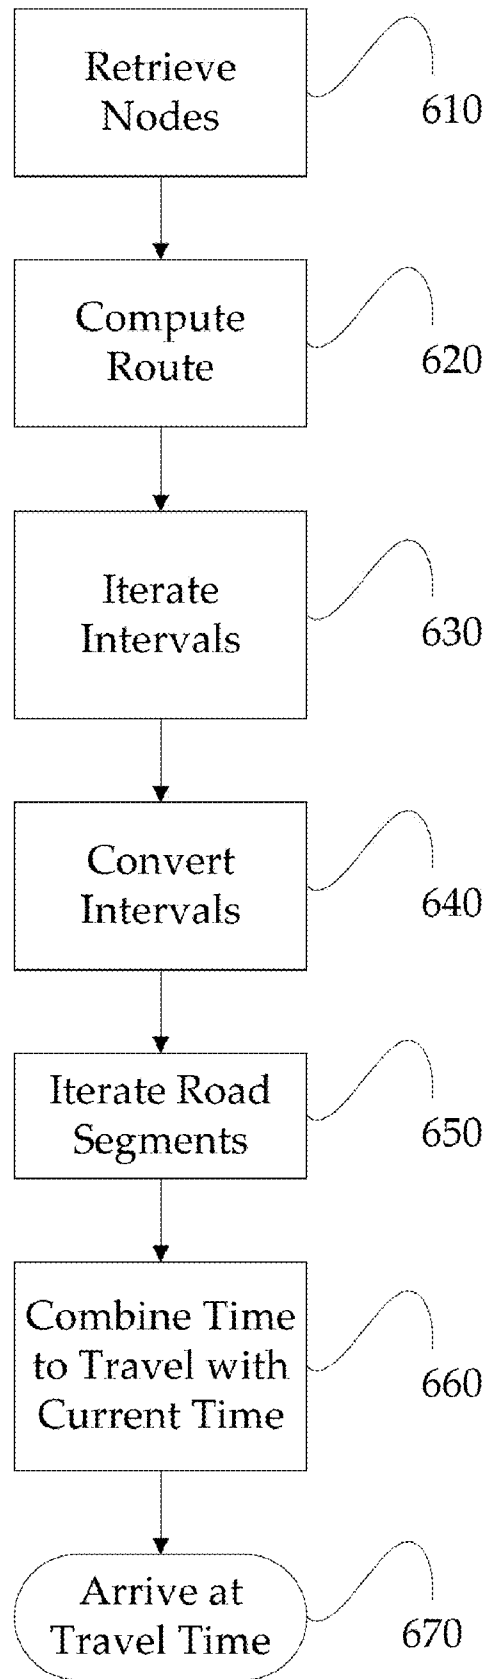 Retrieve
Nodes
610
Compute
Route
620
Iterate
Intervals
630
Convert
Intervals
640
Iterate Road
Segments
650
Combine Time
to Travel with
Current Time
660
Arrive at
Travel Time
670